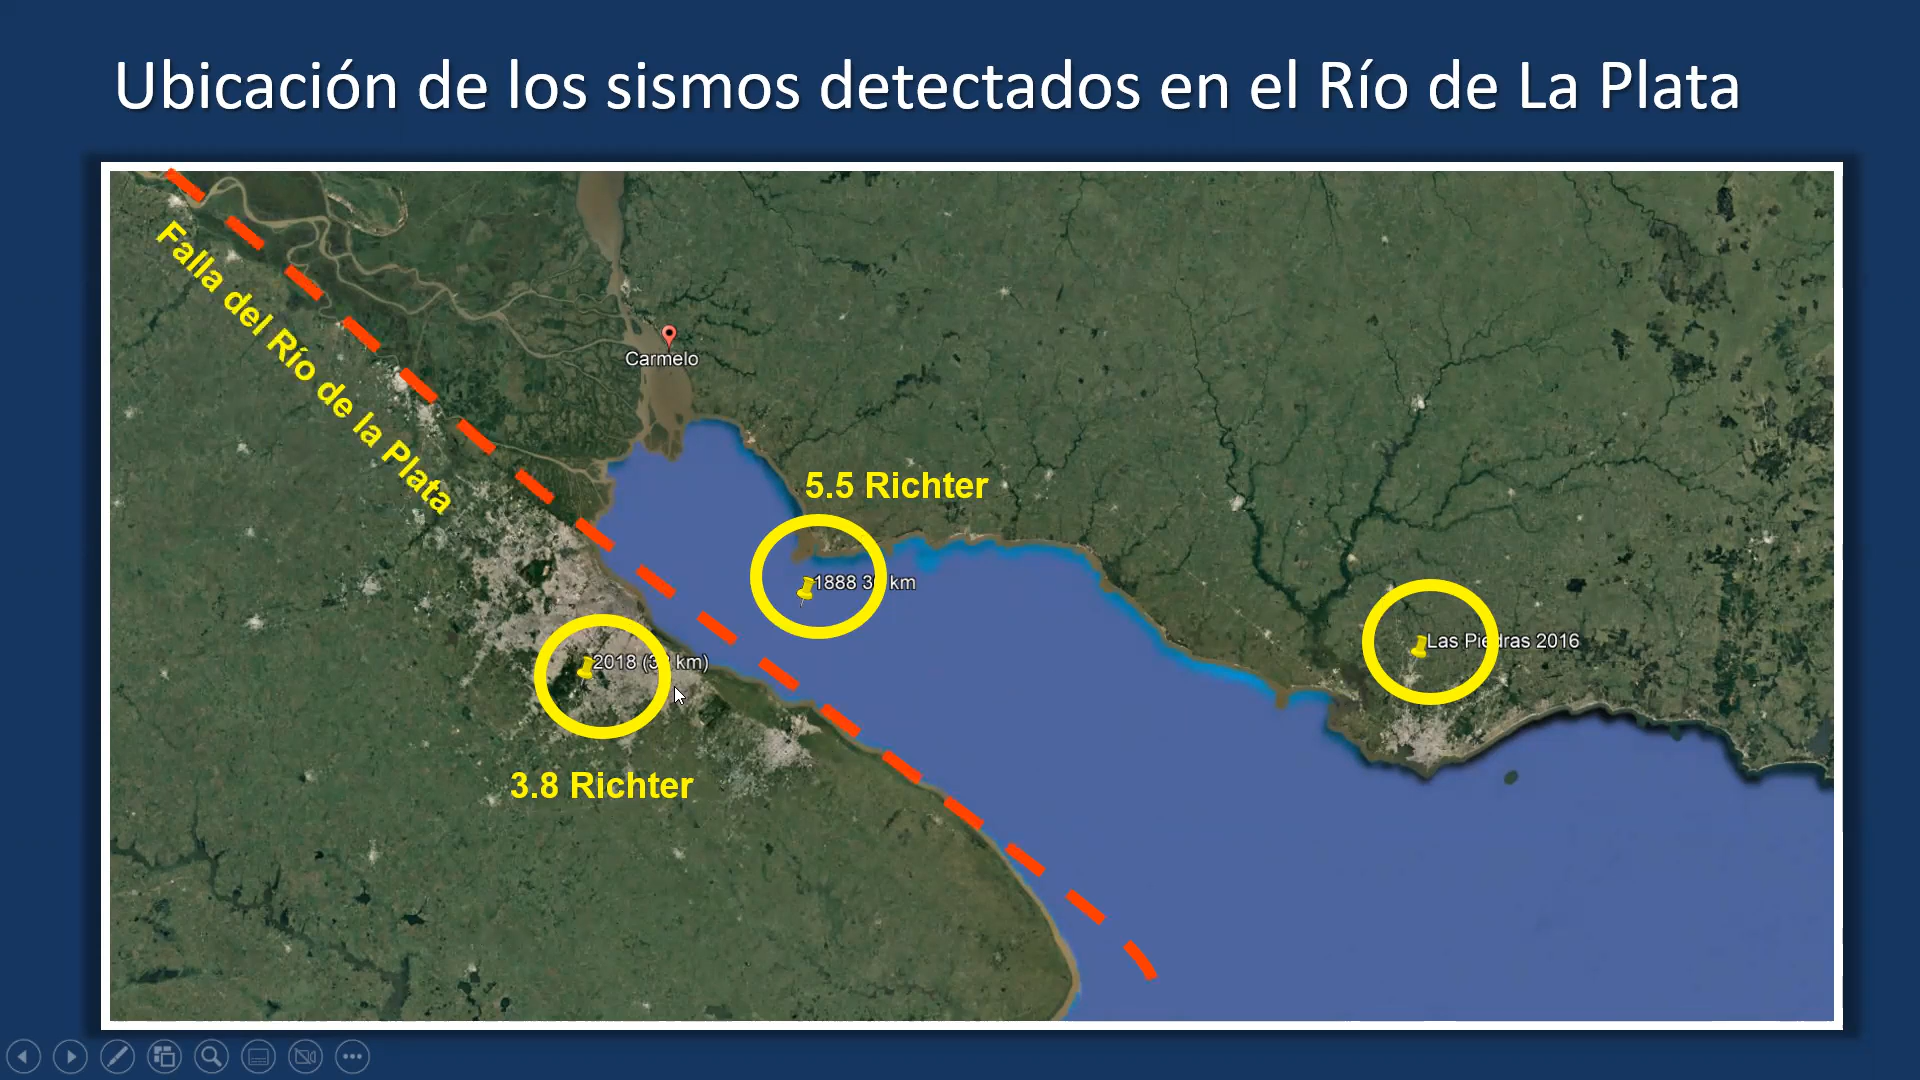 Ubicación de los sismos detectados en el Río de La Plata
Falla del Río de la Plata
Carmelo
5.5 Richter
1888 km
2018 km)
Las Piedras 2016
3.8 Richter